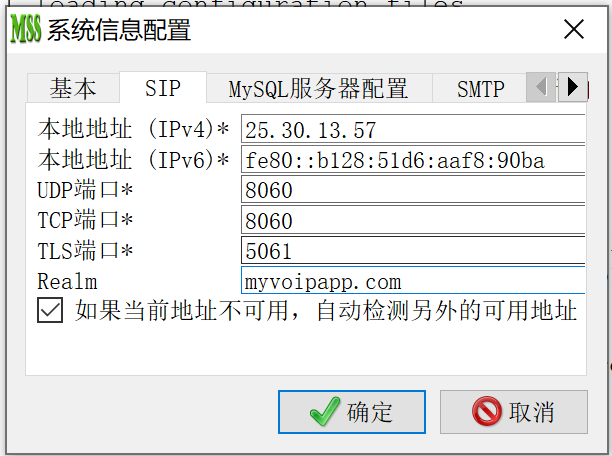 loading configuration files
MSS 系统信息配置
基本 SIP MySQL服务器配置 SMTP
本地地址 (IPv4)* 25.30.13.57
本地地址 (IPv6)* fe80::b128:51d6:aaf8:90ba
UDP端口* 8060
TCP端口* 8060
TLS端口* 5061
Realm myvoipapp.com
如果当前地址不可用，自动检测另外的可用地址
确定 取消